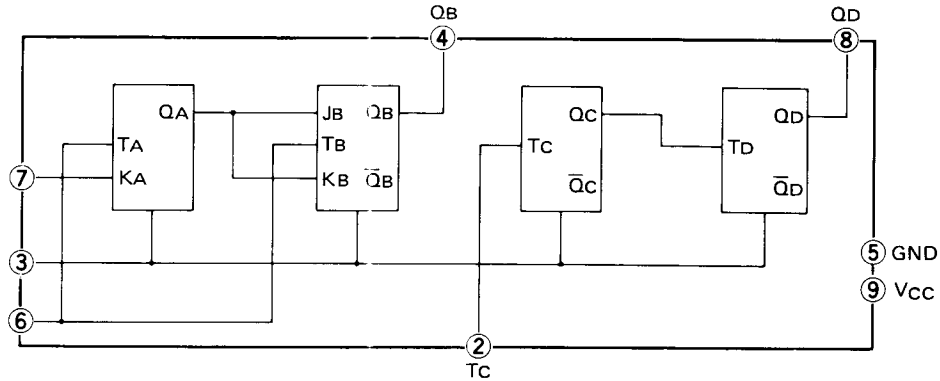 QB
④
QD
⑧
QA
TA
KA
JB
QB
TB
KB
Q̅B
QC
TC
Q̅C
QD
TD
Q̅D
⑦
③
⑥
⑤ GND
⑨ VCC
②
TC